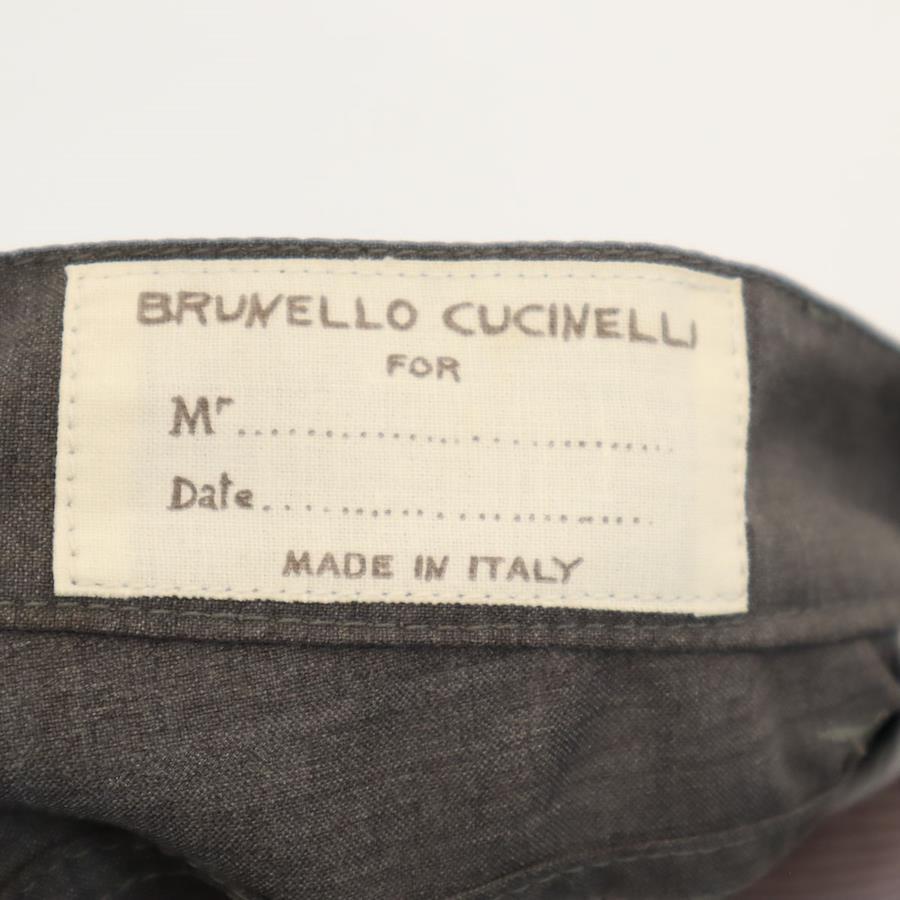 BRUNELLO CUCINELLI
FOR
Mr..............................
Date..............................
MADE IN ITALY